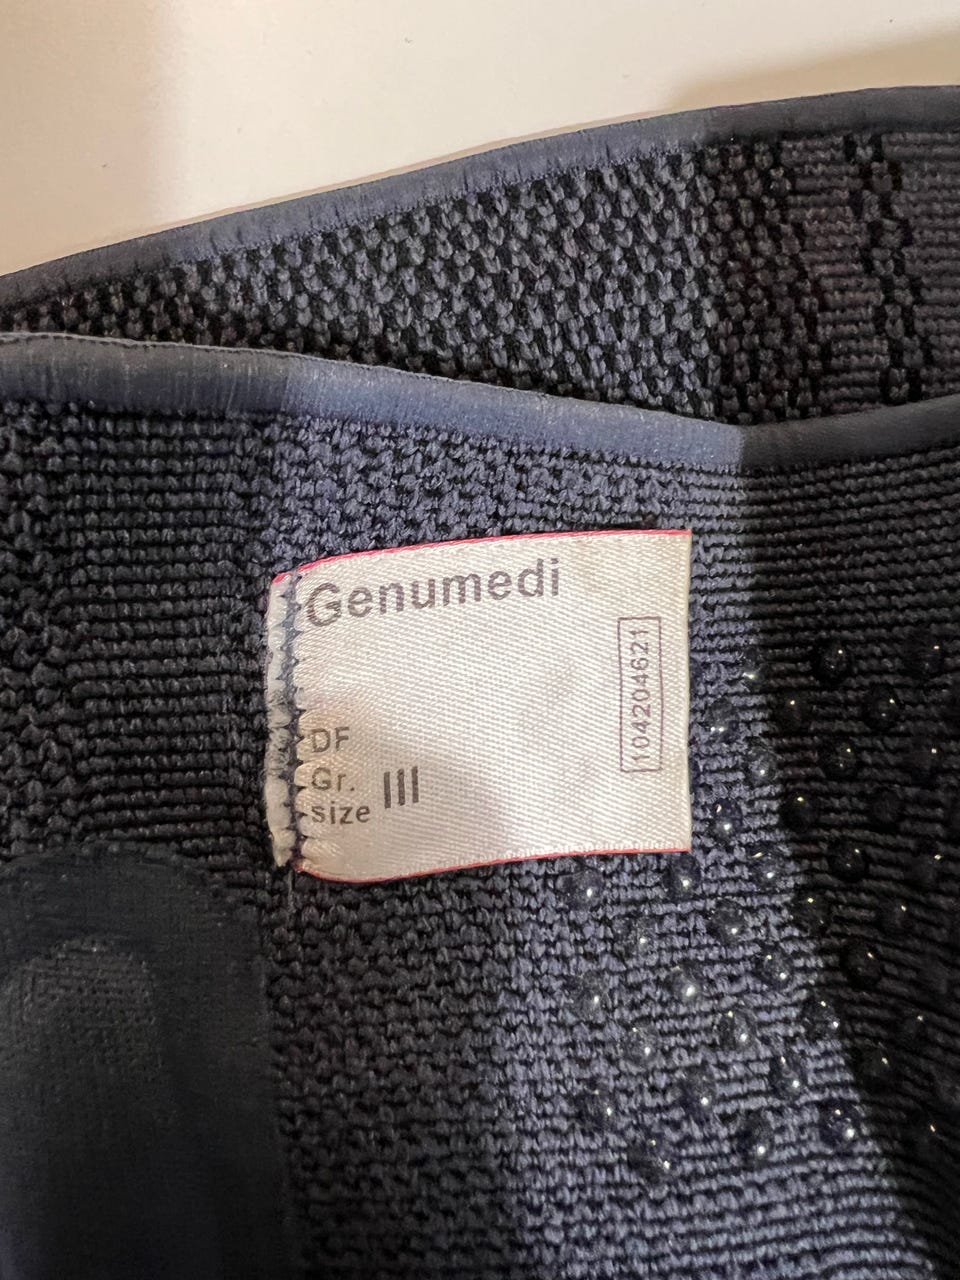 Genumedi
104204621
DF
Gr.
size III